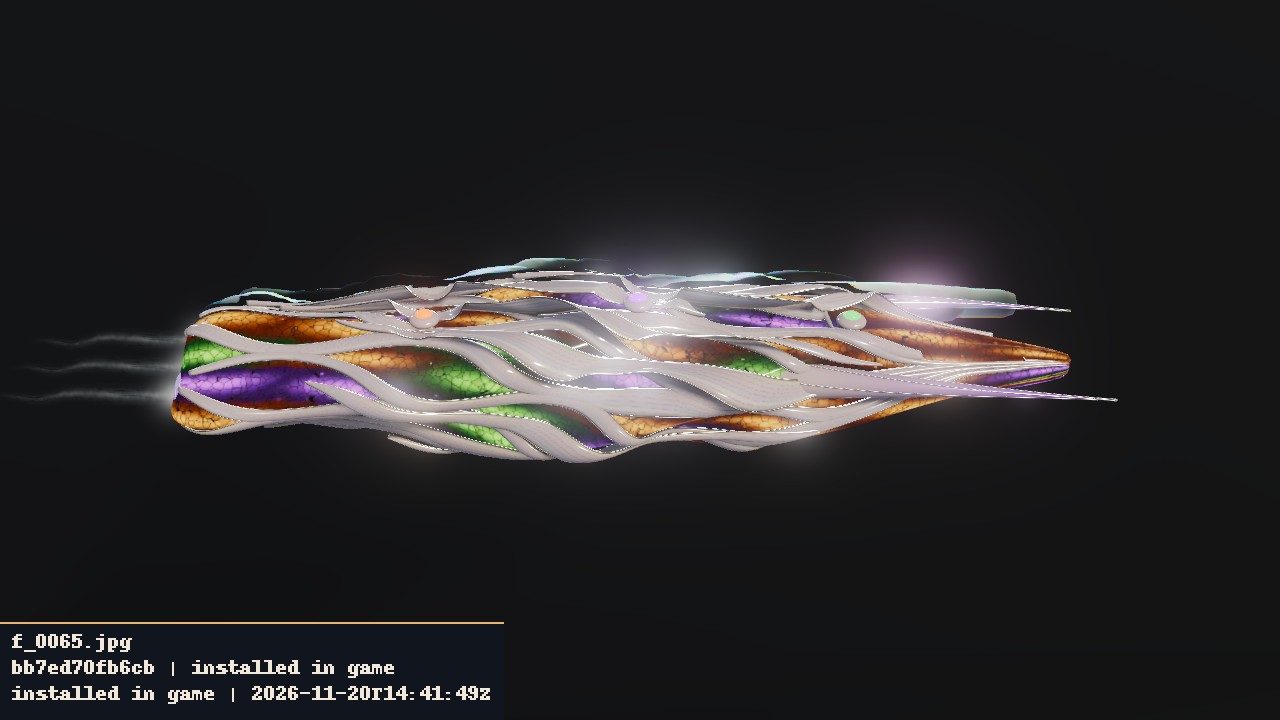 f_0065.jpg
bb7ed70fb6cb | installed in game
installed in game | 2026-11-20T14:41:49Z